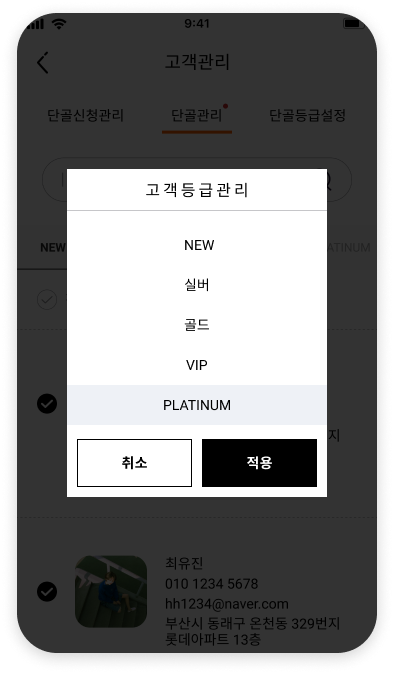 9:41
고객관리
단골신청관리 단골관리 단골등급설정
고객등급관리
NEW
NEW
ATINUM
실버
골드
VIP
PLATINUM
지
취소 적용
최유진
010 1234 5678
hh1234@naver.com
부산시 동래구 온천동 329번지
롯데아파트 13층